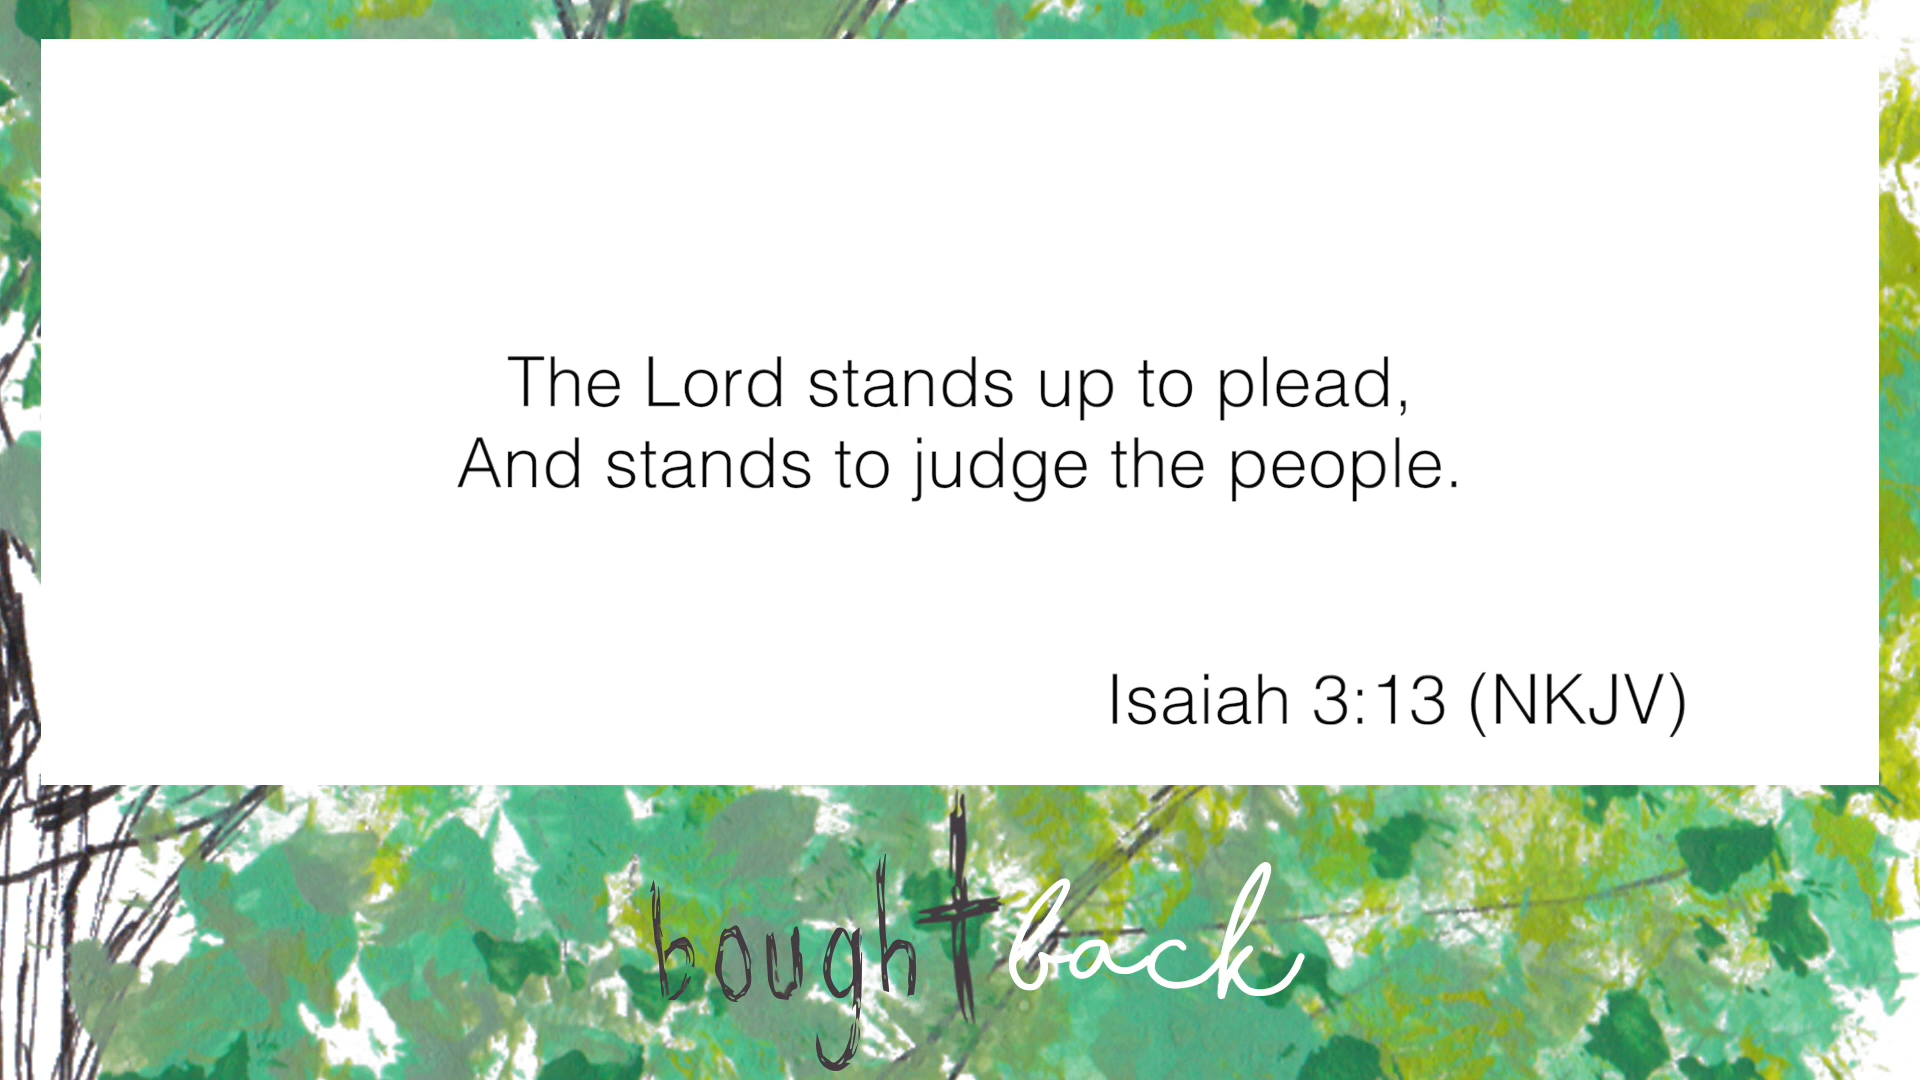 The Lord stands up to plead,
And stands to judge the people.
Isaiah 3:13 (NKJV)
bought back